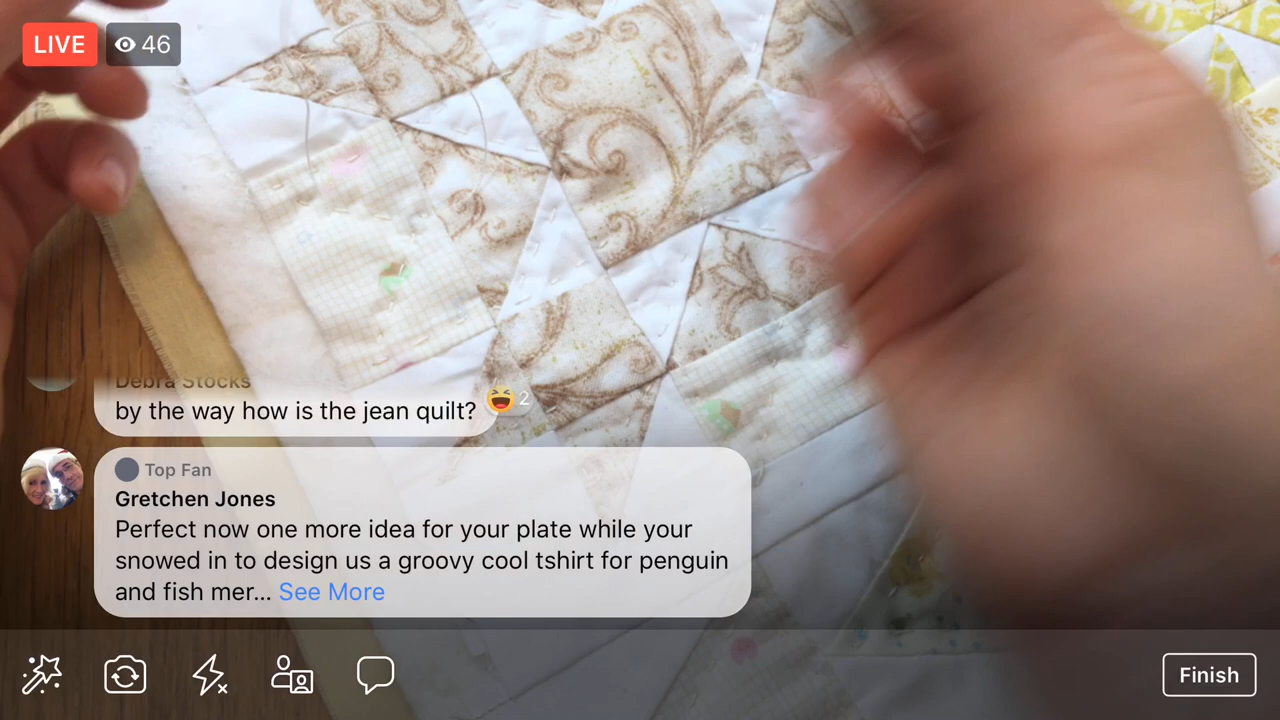 LIVE 46
Debra Stocks
by the way how is the jean quilt?
2
Top Fan
Gretchen Jones
Perfect now one more idea for your plate while your
snowed in to design us a groovy cool tshirt for penguin
and fish mer... See More
Finish